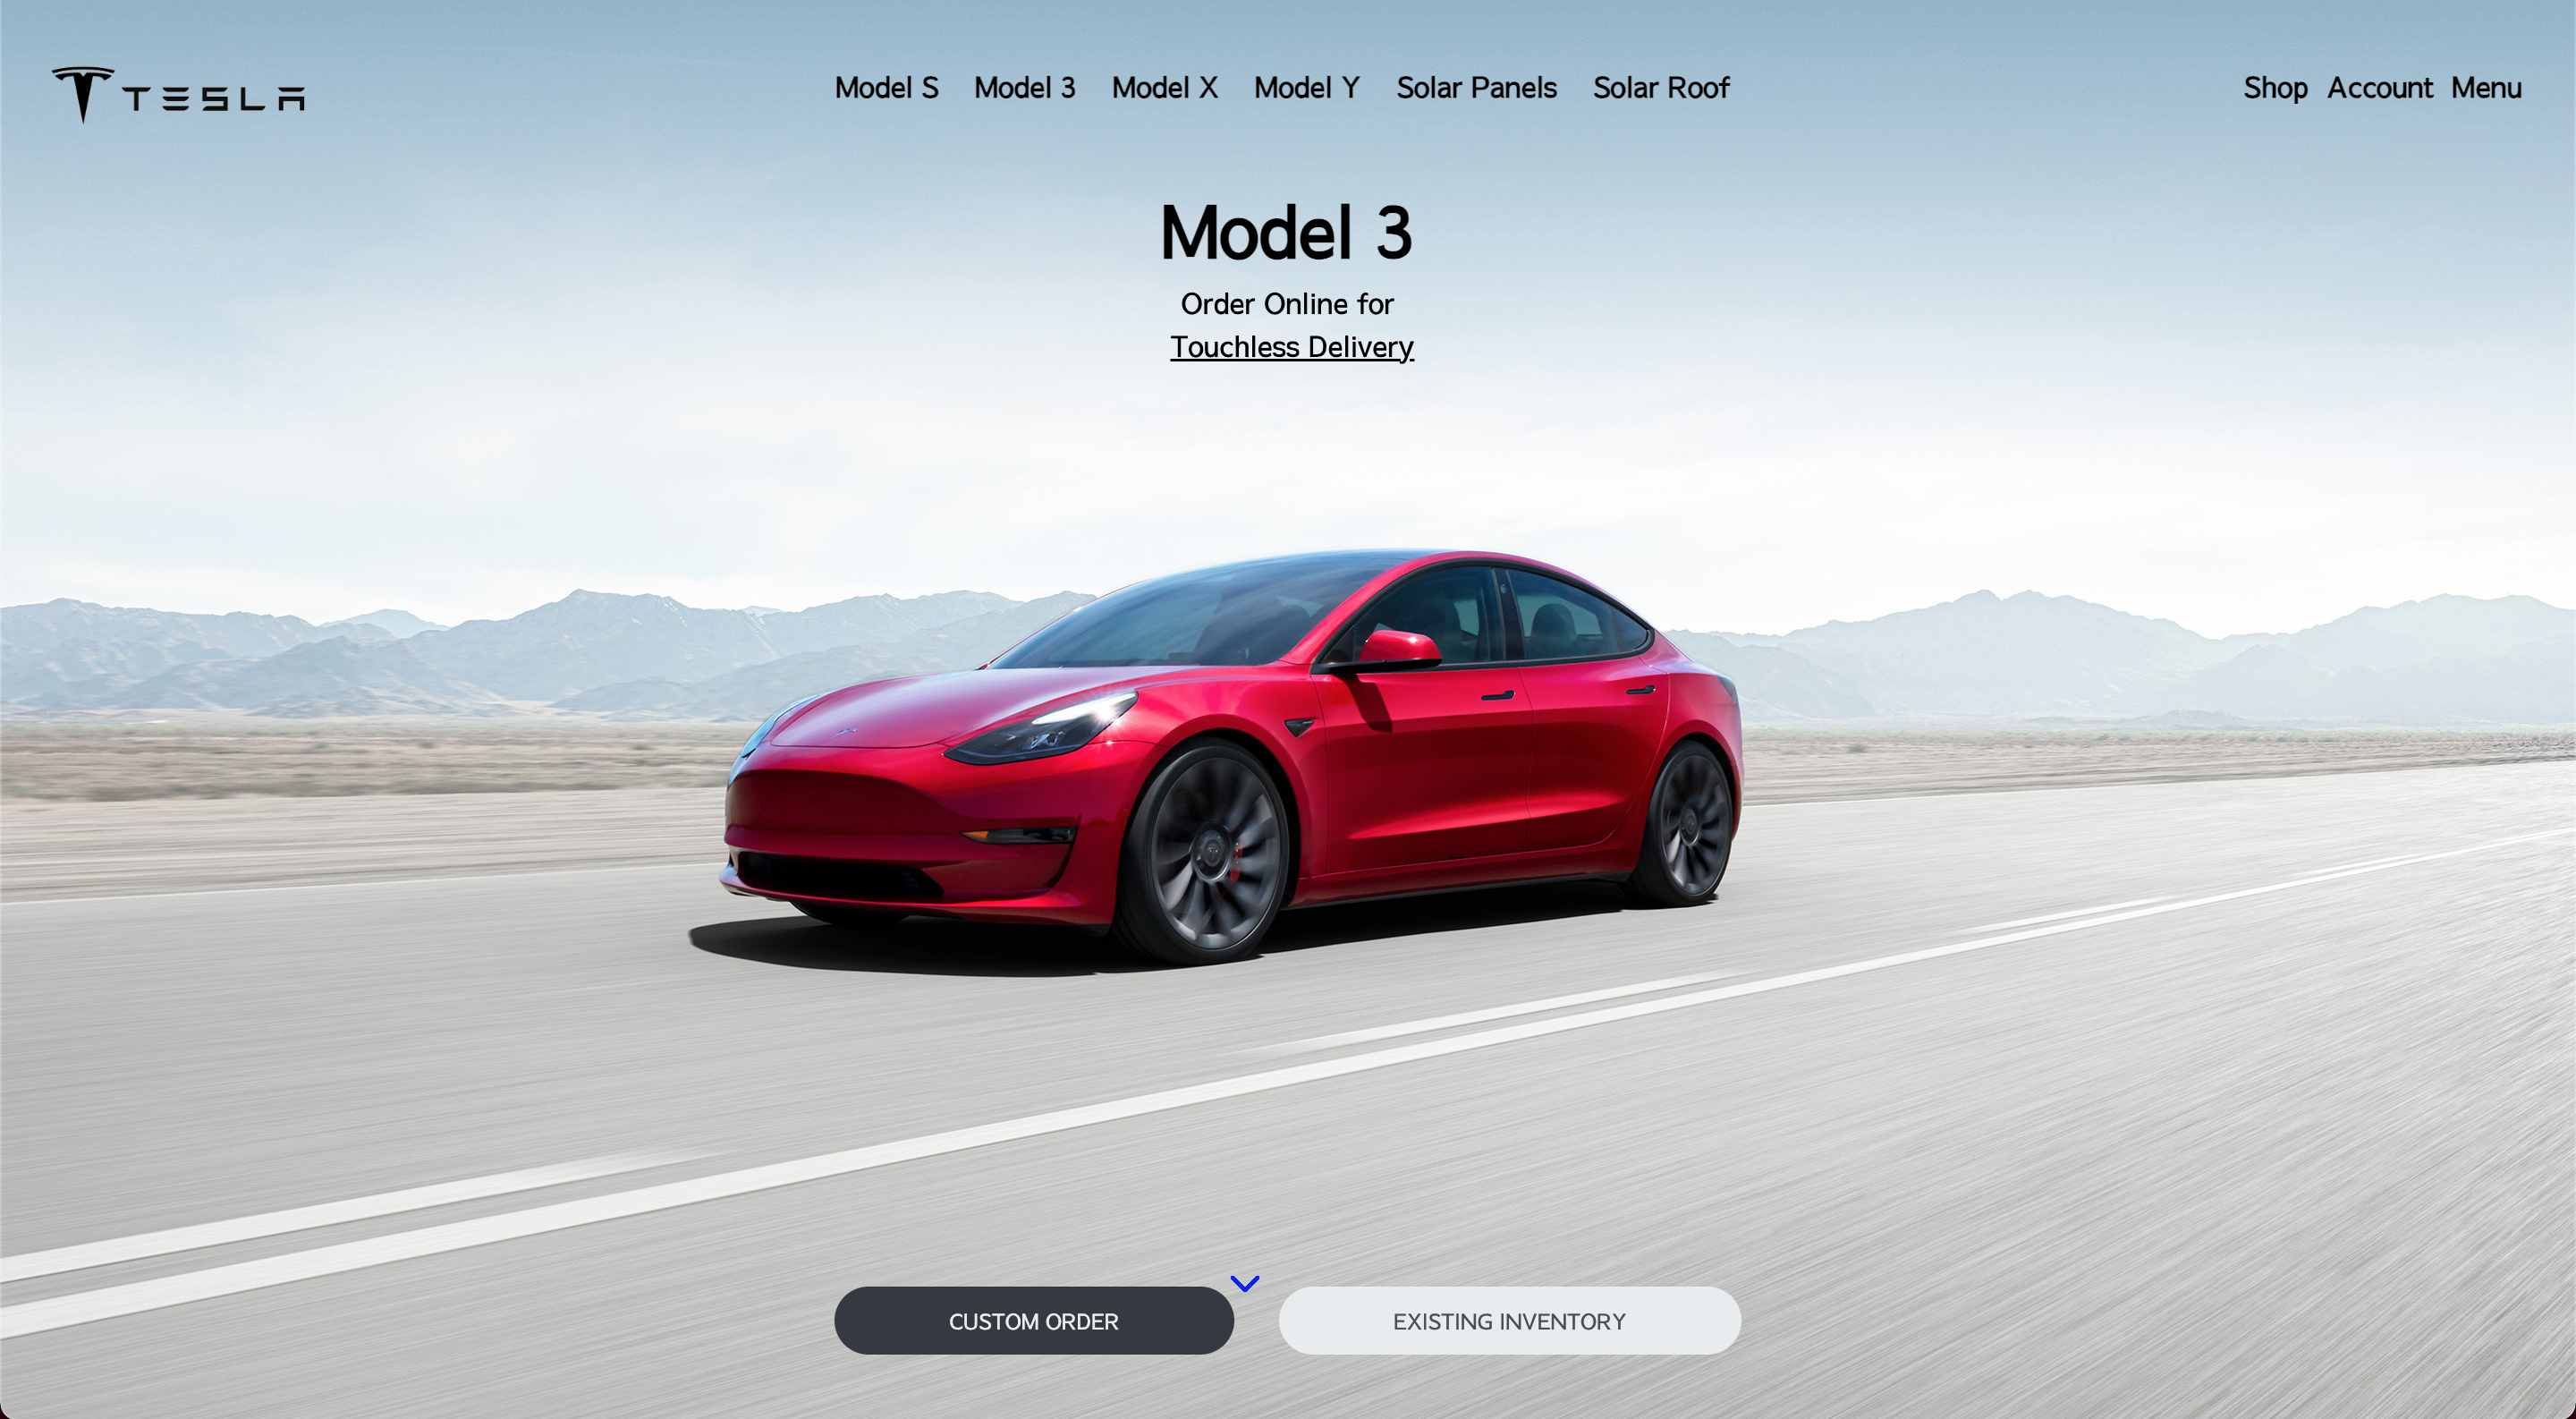 TESLA
Model S Model 3 Model X Model Y Solar Panels Solar Roof
Shop Account Menu
Model 3
Order Online for
Touchless Delivery
CUSTOM ORDER
EXISTING INVENTORY